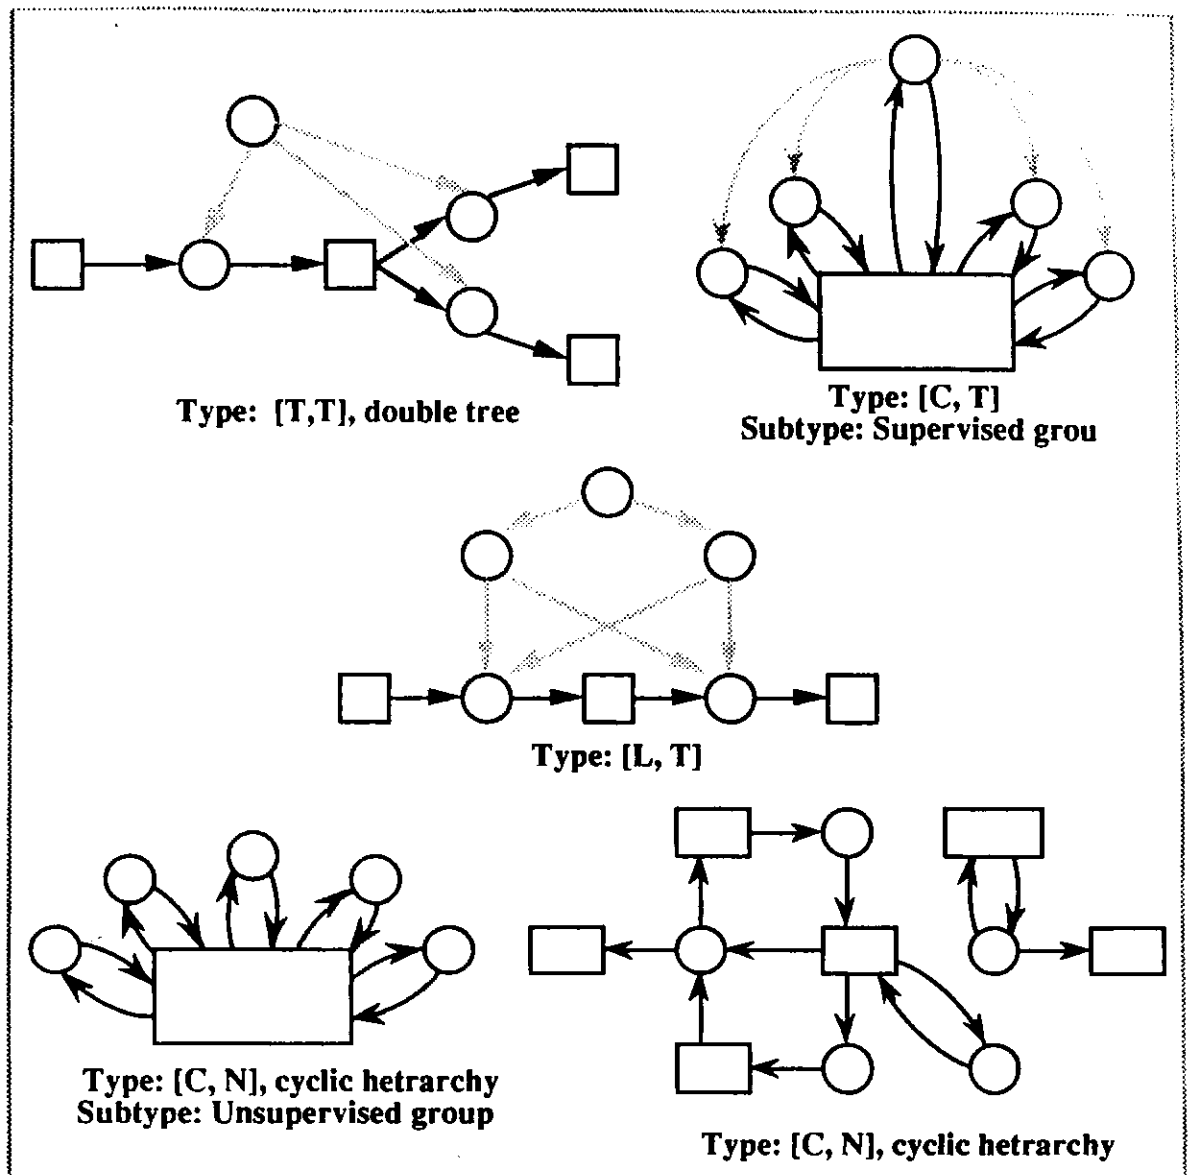 Type: [T,T], double tree
Type: [C, T]
Subtype: Supervised grou
Type: [L, T]
Type: [C, N], cyclic hetrarchy
Subtype: Unsupervised group
Type: [C, N], cyclic hetrarchy